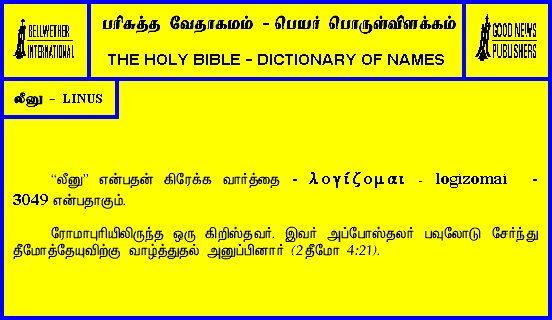 BELLWETHER
INTERNATIONAL
பரிசுத்த வேதாகமம் - பெயர் பொருள்விளக்கம்
THE HOLY BIBLE - DICTIONARY OF NAMES
GOOD NEWS
PUBLISHERS
லீனு - LINUS
“லீனு” என்பதன் கிரேக்க வார்த்தை - λογίζομαι - logizomai -
3049 என்பதாகும்.
ரோமாபுரியிலிருந்த ஒரு கிறிஸ்தவர். இவர் அப்போஸ்தலர் பவுலோடு சேர்ந்து
தீமோத்தேயுவிற்கு வாழ்த்துதல் அனுப்பினார் (2தீமோ 4:21).